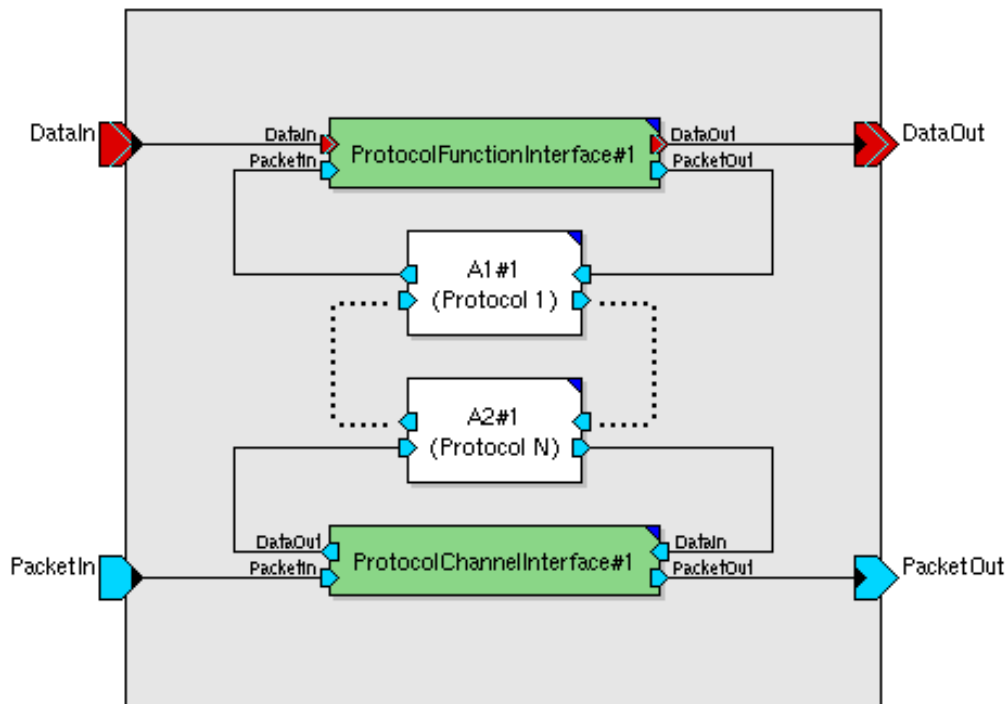 DataIn
DataIn
ProtocolFunctionInterface#1
DataOut
DataOut
PacketIn
PacketOut
A1#1
(Protocol 1)
A2#1
(Protocol N)
DataOut
ProtocolChannelInterface#1
DataIn
PacketIn
PacketIn
PacketOut
PacketOut